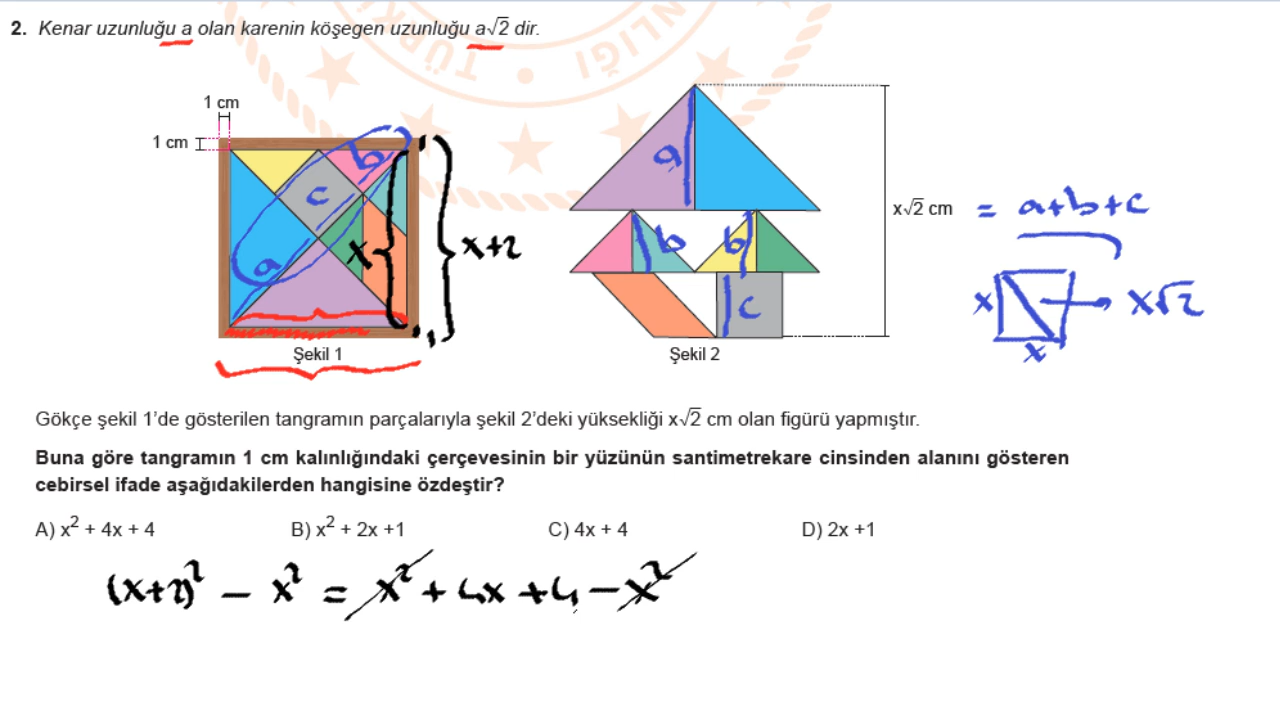 2. Kenar uzunluğu a olan karenin köşegen uzunluğu a√2 dir.
TÜRK
NLIĞI
1 cm
1 cm
b
c
a
x
x+2
Şekil 1
a
b
b
c
Şekil 2
x√2 cm = a+b+c
x
x
x√2
Gökçe şekil 1'de gösterilen tangramın parçalarıyla şekil 2'deki yüksekliği x√2 cm olan figürü yapmıştır.
Buna göre tangramın 1 cm kalınlığındaki çerçevesinin bir yüzünün santimetrekare cinsinden alanını gösteren
cebirsel ifade aşağıdakilerden hangisine özdeştir?
A) x² + 4x + 4 B) x² + 2x +1 C) 4x + 4 D) 2x +1
(x+2)² - x² = x² + 4x + 4 - x²